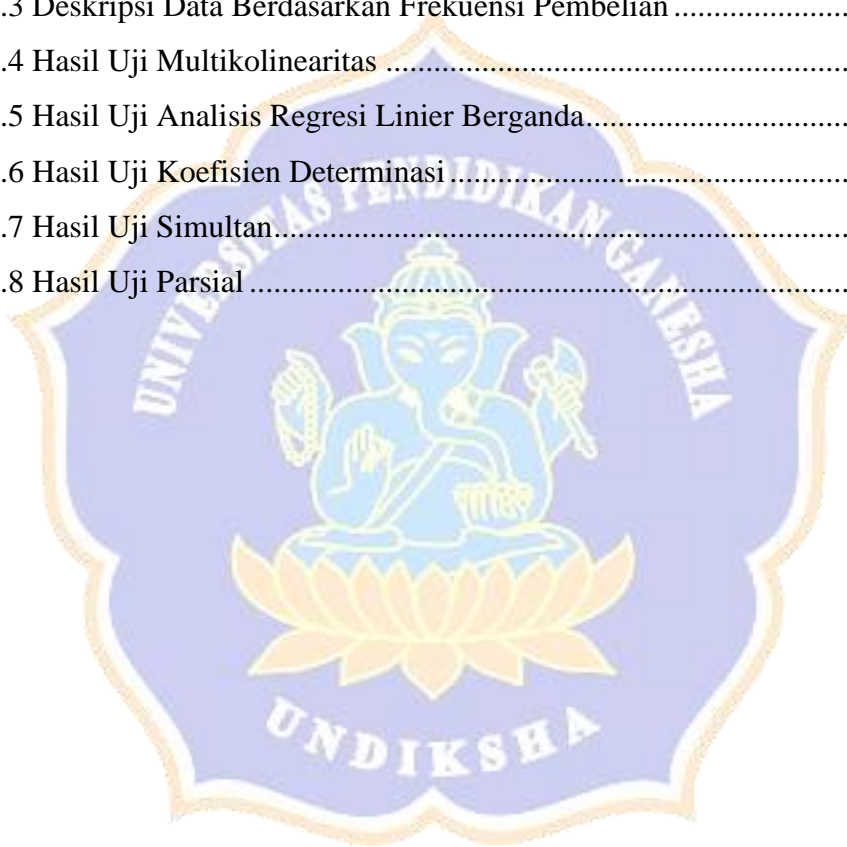 .3 Deskripsi Data Berdasarkan Frekuensi Pembelian ......................
.4 Hasil Uji Multikolinearitas ..........................................................
.5 Hasil Uji Analisis Regresi Linier Berganda.................................
.6 Hasil Uji Koefisien Determinasi ..................................................
.7 Hasil Uji Simultan........................................................................
.8 Hasil Uji Parsial ...........................................................................
UNIVERSITAS PENDIDIKAN GANESHA
UNDIKSHA